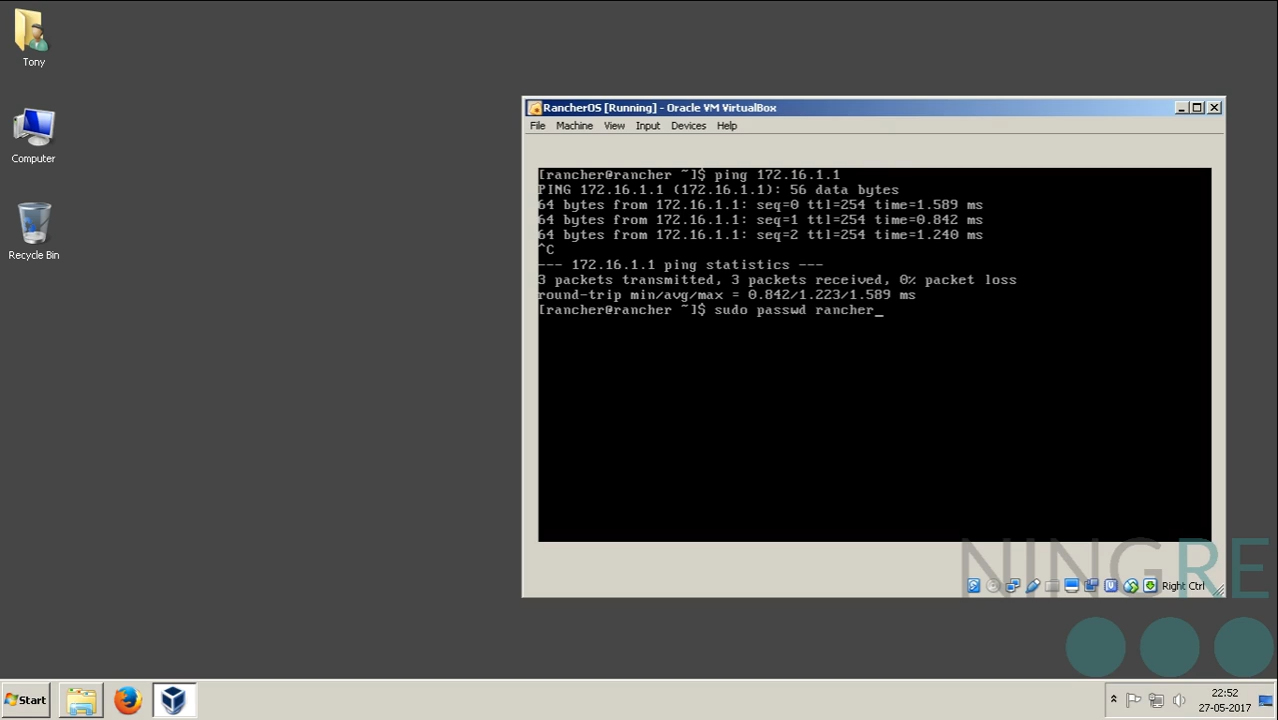 Tony
Computer
Recycle Bin
RancherOS [Running] - Oracle VM VirtualBox
File Machine View Input Devices Help
[rancher@rancher ~]$ ping 172.16.1.1
PING 172.16.1.1 (172.16.1.1): 56 data bytes
64 bytes from 172.16.1.1: seq=0 ttl=254 time=1.589 ms
64 bytes from 172.16.1.1: seq=1 ttl=254 time=0.842 ms
64 bytes from 172.16.1.1: seq=2 ttl=254 time=1.240 ms
^C
--- 172.16.1.1 ping statistics ---
3 packets transmitted, 3 packets received, 0% packet loss
round-trip min/avg/max = 0.842/1.223/1.589 ms
[rancher@rancher ~]$ sudo passwd rancher_
NINGRE
Right Ctrl
Start
22:52
27-05-2017